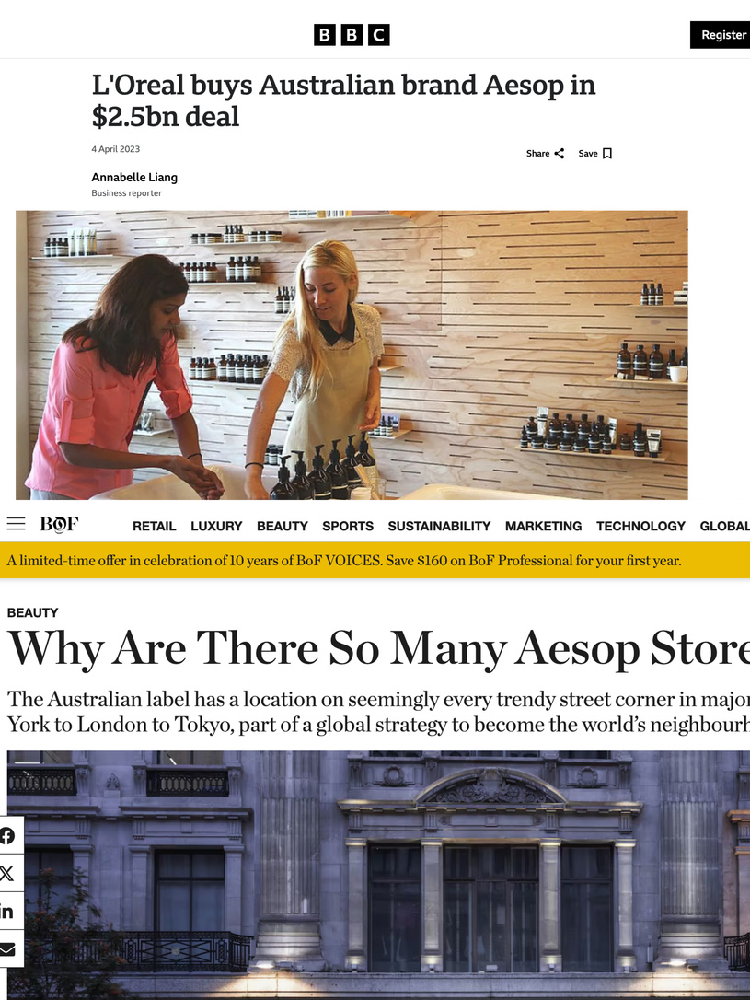 BBC
Register
L'Oreal buys Australian brand Aesop in
$2.5bn deal
4 April 2023
Share
Save
Annabelle Liang
Business reporter
BOF
RETAIL LUXURY BEAUTY SPORTS SUSTAINABILITY MARKETING TECHNOLOGY GLOBAL
A limited-time offer in celebration of 10 years of BoF VOICES. Save $160 on BoF Professional for your first year.
BEAUTY
Why Are There So Many Aesop Store
The Australian label has a location on seemingly every trendy street corner in major
York to London to Tokyo, part of a global strategy to become the world's neighbourh